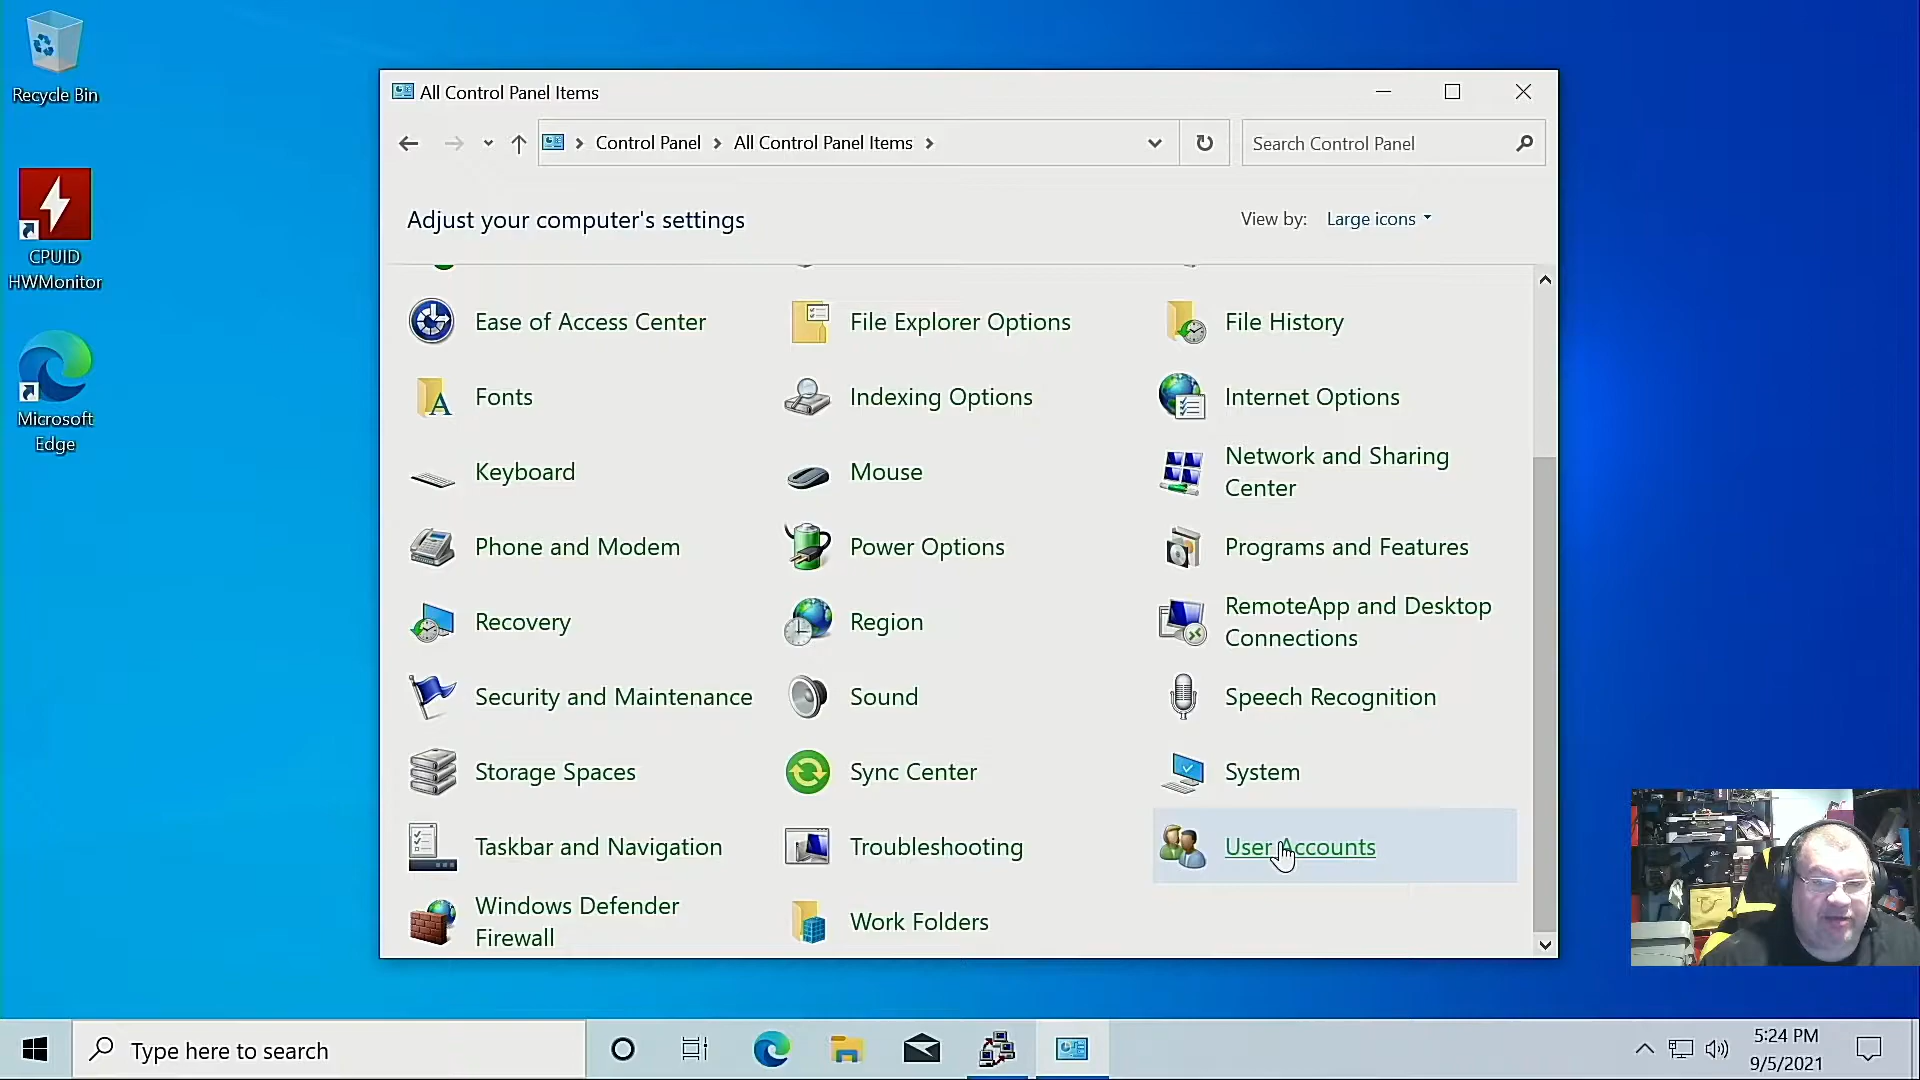 Recycle Bin
CPUID
HWMonitor
Microsoft
Edge
All Control Panel Items
Control Panel
All Control Panel Items
Search Control Panel
Adjust your computer's settings
View by:
Large icons
Ease of Access Center
File Explorer Options
File History
Fonts
Indexing Options
Internet Options
Keyboard
Mouse
Network and Sharing
Center
Phone and Modem
Power Options
Programs and Features
Recovery
Region
RemoteApp and Desktop
Connections
Security and Maintenance
Sound
Speech Recognition
Storage Spaces
Sync Center
System
Taskbar and Navigation
Troubleshooting
User Accounts
Windows Defender
Firewall
Work Folders
Type here to search
5:24 PM
9/5/2021